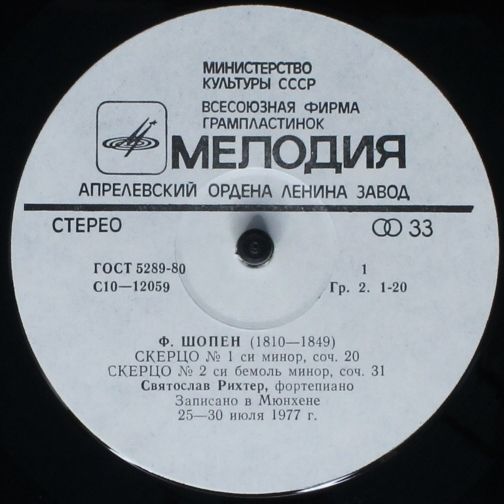 МИНИСТЕРСТВО
КУЛЬТУРЫ СССР
ВСЕСОЮЗНАЯ ФИРМА
ГРАМПЛАСТИНОК
МЕЛОДИЯ
АПРЕЛЕВСКИЙ ОРДЕНА ЛЕНИНА ЗАВОД
СТЕРЕО 33
ГОСТ 5289-80 1
С10—12059 Гр. 2. 1-20
Ф. ШОПЕН (1810—1849)
СКЕРЦО № 1 си минор, соч. 20
СКЕРЦО № 2 си бемоль минор, соч. 31
Святослав Рихтер, фортепиано
Записано в Мюнхене
25—30 июля 1977 г.